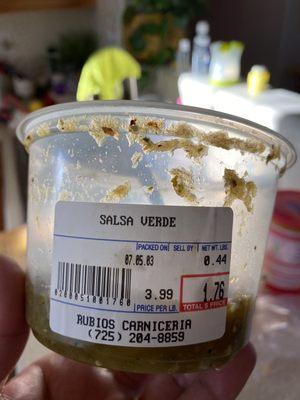 SALSA VERDE
PACKED ON SELL BY NET WT. LBS
07.05.03 0.44
3.99 1.76
PRICE PER LB. TOTAL $ PRICE
0200051001760
RUBIOS CARNICERIA
(725) 204-8859